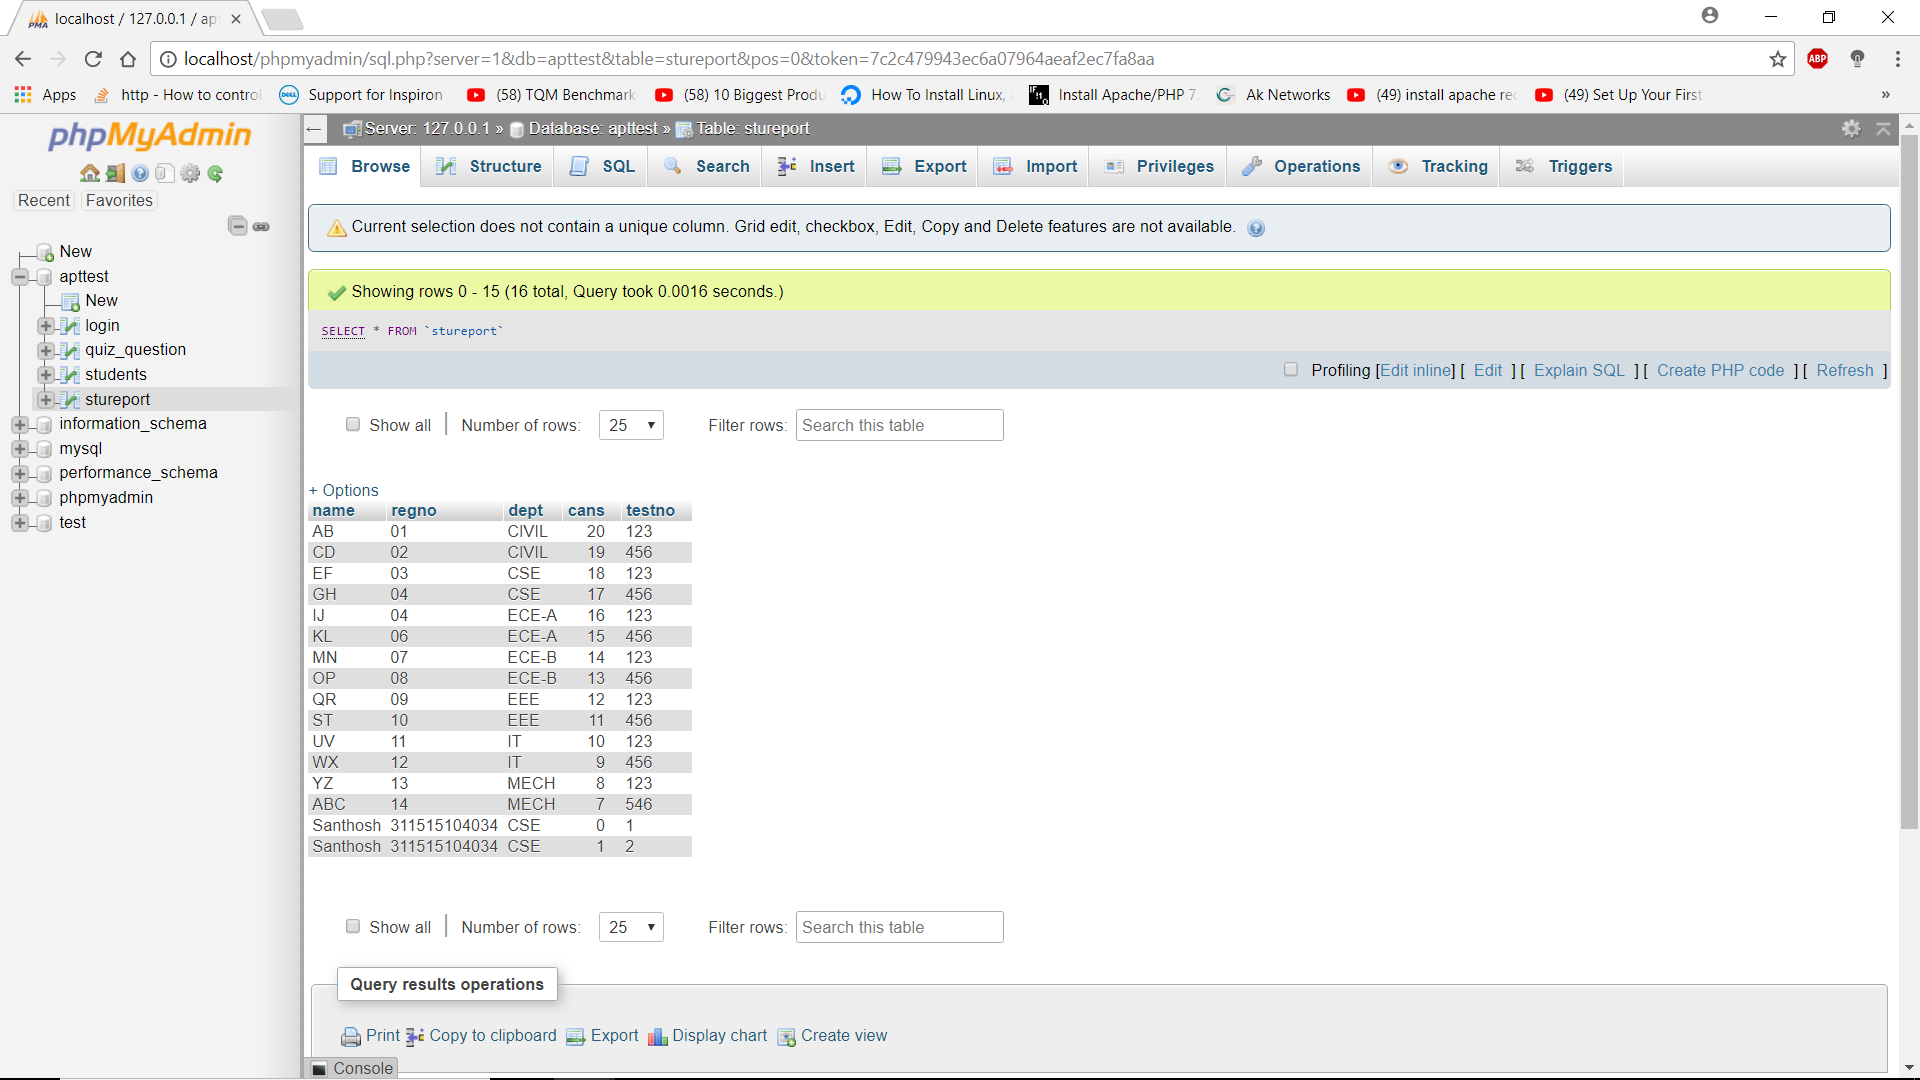 localhost / 127.0.0.1 / apt
localhost/phpmyadmin/sql.php?server=1&db=apttest&table=stureport&pos=0&token=7c2c479943ec6a07964aeaf2ec7fa8aa
ABP
Apps http - How to control Support for Inspiron (58) TQM Benchmark (58) 10 Biggest Produ How To Install Linux, Install Apache/PHP 7. Ak Networks (49) install apache rec (49) Set Up Your First »
phpMyAdmin
Recent Favorites
New
apttest
New
login
quiz_question
students
stureport
information_schema
mysql
performance_schema
phpmyadmin
test
Server: 127.0.0.1 » Database: apttest » Table: stureport
Browse Structure SQL Search Insert Export Import Privileges Operations Tracking Triggers
Current selection does not contain a unique column. Grid edit, checkbox, Edit, Copy and Delete features are not available.
Showing rows 0 - 15 (16 total, Query took 0.0016 seconds.)
SELECT * FROM `stureport`
Profiling [Edit inline] [ Edit ] [ Explain SQL ] [ Create PHP code ] [ Refresh ]
Show all Number of rows: 25 Filter rows: Search this table
+ Options
name regno dept cans testno
AB 01 CIVIL 20 123
CD 02 CIVIL 19 456
EF 03 CSE 18 123
GH 04 CSE 17 456
IJ 04 ECE-A 16 123
KL 06 ECE-A 15 456
MN 07 ECE-B 14 123
OP 08 ECE-B 13 456
QR 09 EEE 12 123
ST 10 EEE 11 456
UV 11 IT 10 123
WX 12 IT 9 456
YZ 13 MECH 8 123
ABC 14 MECH 7 546
Santhosh 311515104034 CSE 0 1
Santhosh 311515104034 CSE 1 2
Show all Number of rows: 25 Filter rows: Search this table
Query results operations
Print Copy to clipboard Export Display chart Create view
Console